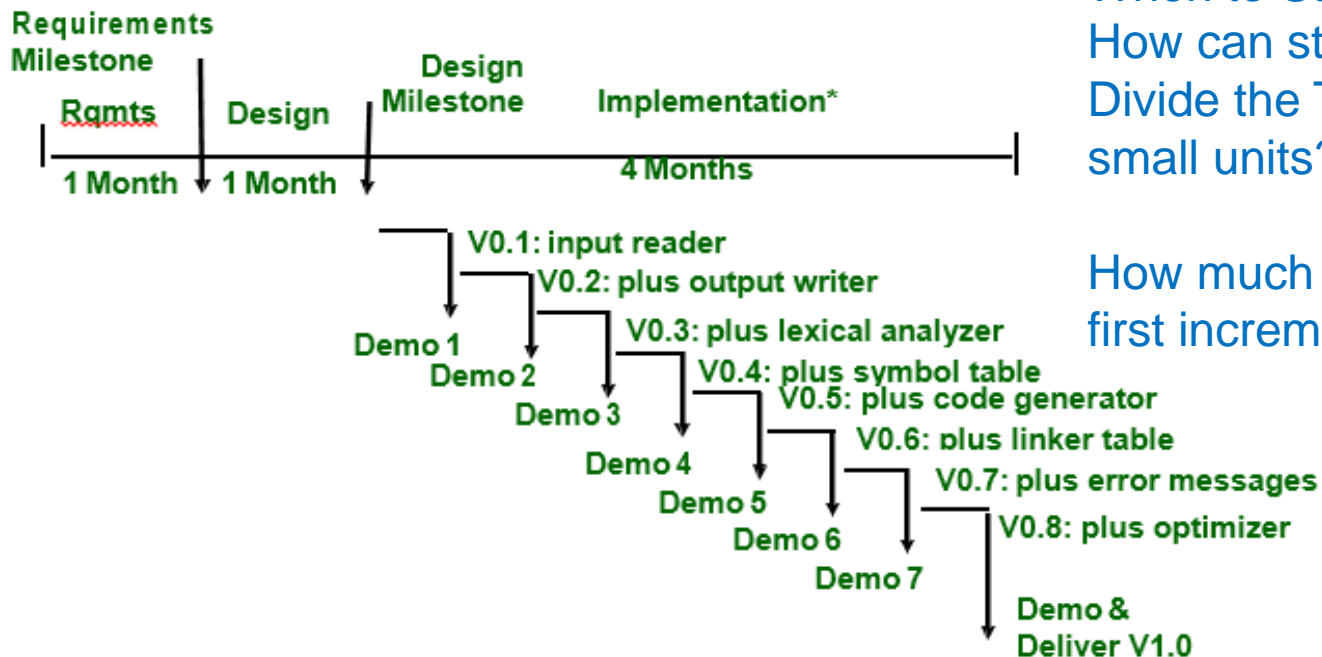 Requirements
Milestone
Rqmts
Design
Design
Milestone
Implementation*
1 Month
1 Month
4 Months
V0.1: input reader
V0.2: plus output writer
V0.3: plus lexical analyzer
V0.4: plus symbol table
V0.5: plus code generator
V0.6: plus linker table
V0.7: plus error messages
V0.8: plus optimizer
Demo 1
Demo 2
Demo 3
Demo 4
Demo 5
Demo 6
Demo 7
Demo &
Deliver V1.0
How can
Divide the
small units?
How much
first